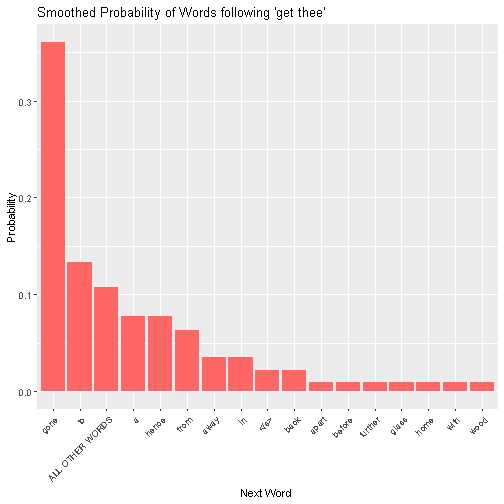 Smoothed Probability of Words following 'get thee'
Probability
0.3
0.2
0.1
0.0
gone
to
ALL OTHER WORDS
a
hence
from
away
in
</s>
back
apart
before
further
glass
home
with
wood
Next Word